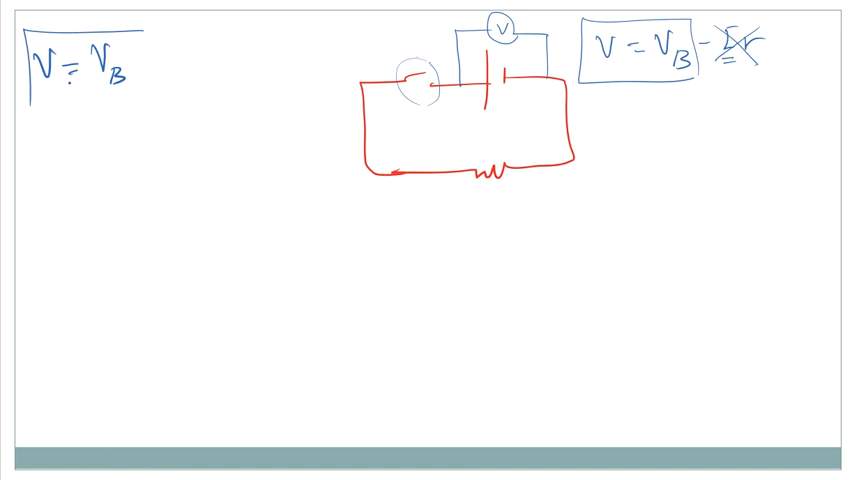 V = V_B
V
V = V_B - Ir